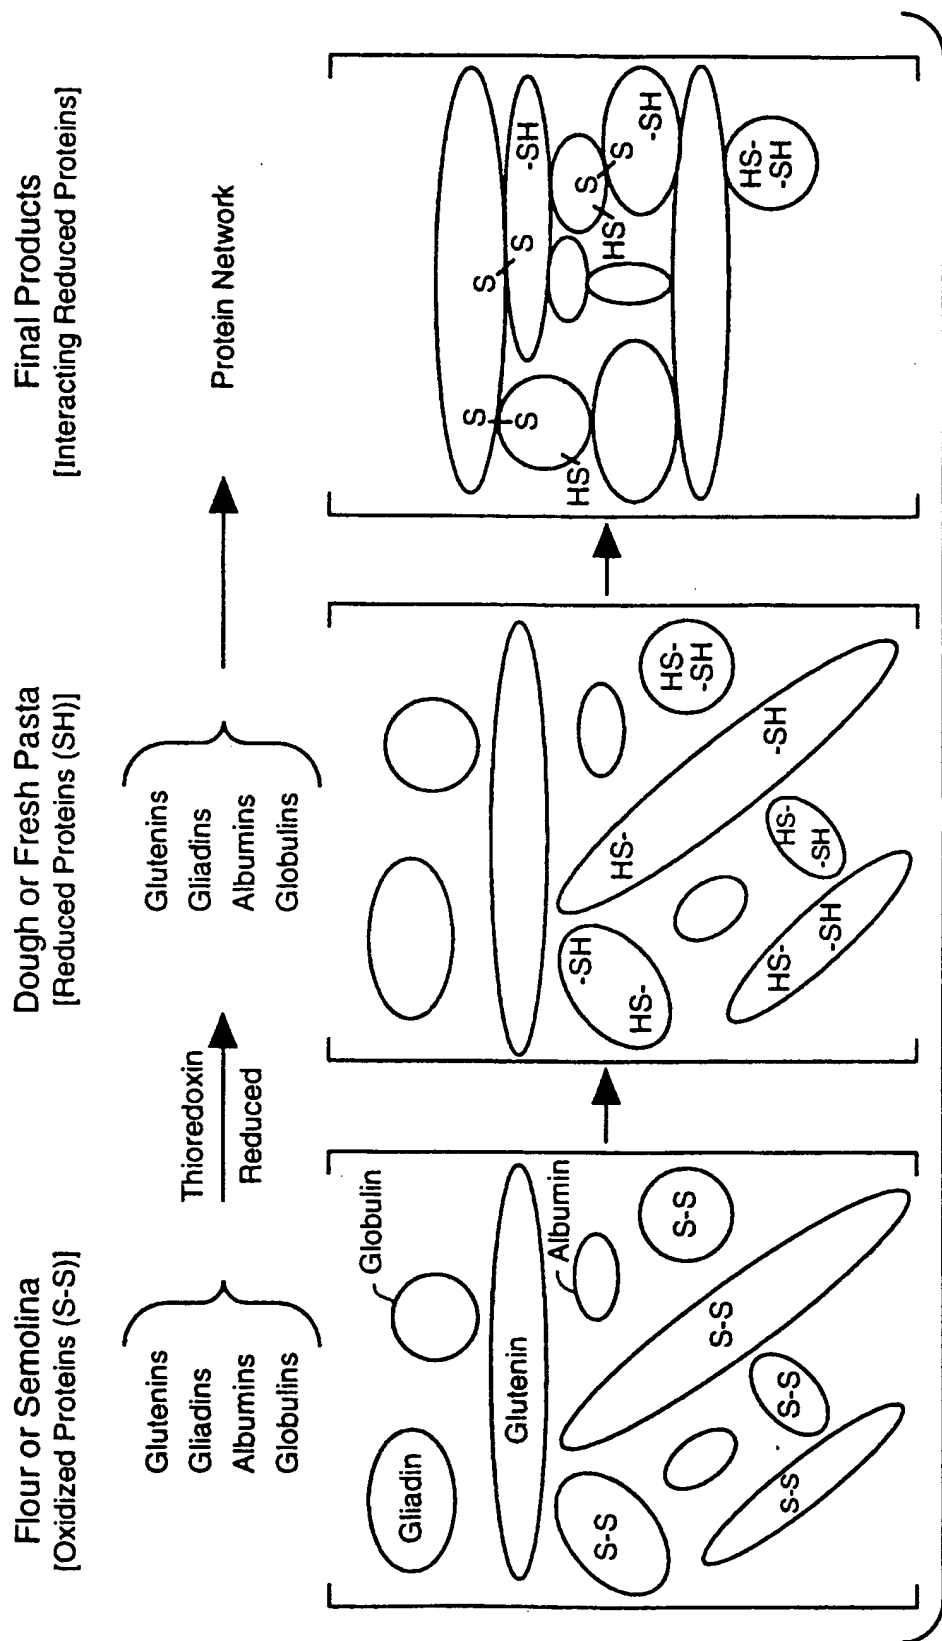 Flour or Semolina
[Oxidized Proteins (S-S)]
Glutenins
Gliadins
Albumins
Globulins
Thioredoxin
Reduced
Dough or Fresh Pasta
[Reduced Proteins (SH)]
Glutenins
Gliadins
Albumins
Globulins
Final Products
[Interacting Reduced Proteins]
Protein Network
Gliadin
Globulin
Glutenin
Albumin
S-S
S-S
S-S
S-S
S-S
-SH
HS-
HS-
-SH
HS-
-SH
HS-
-SH
HS-
-SH
S
S
HS
S
S
-SH
S
S
HS
-SH
HS-
-SH